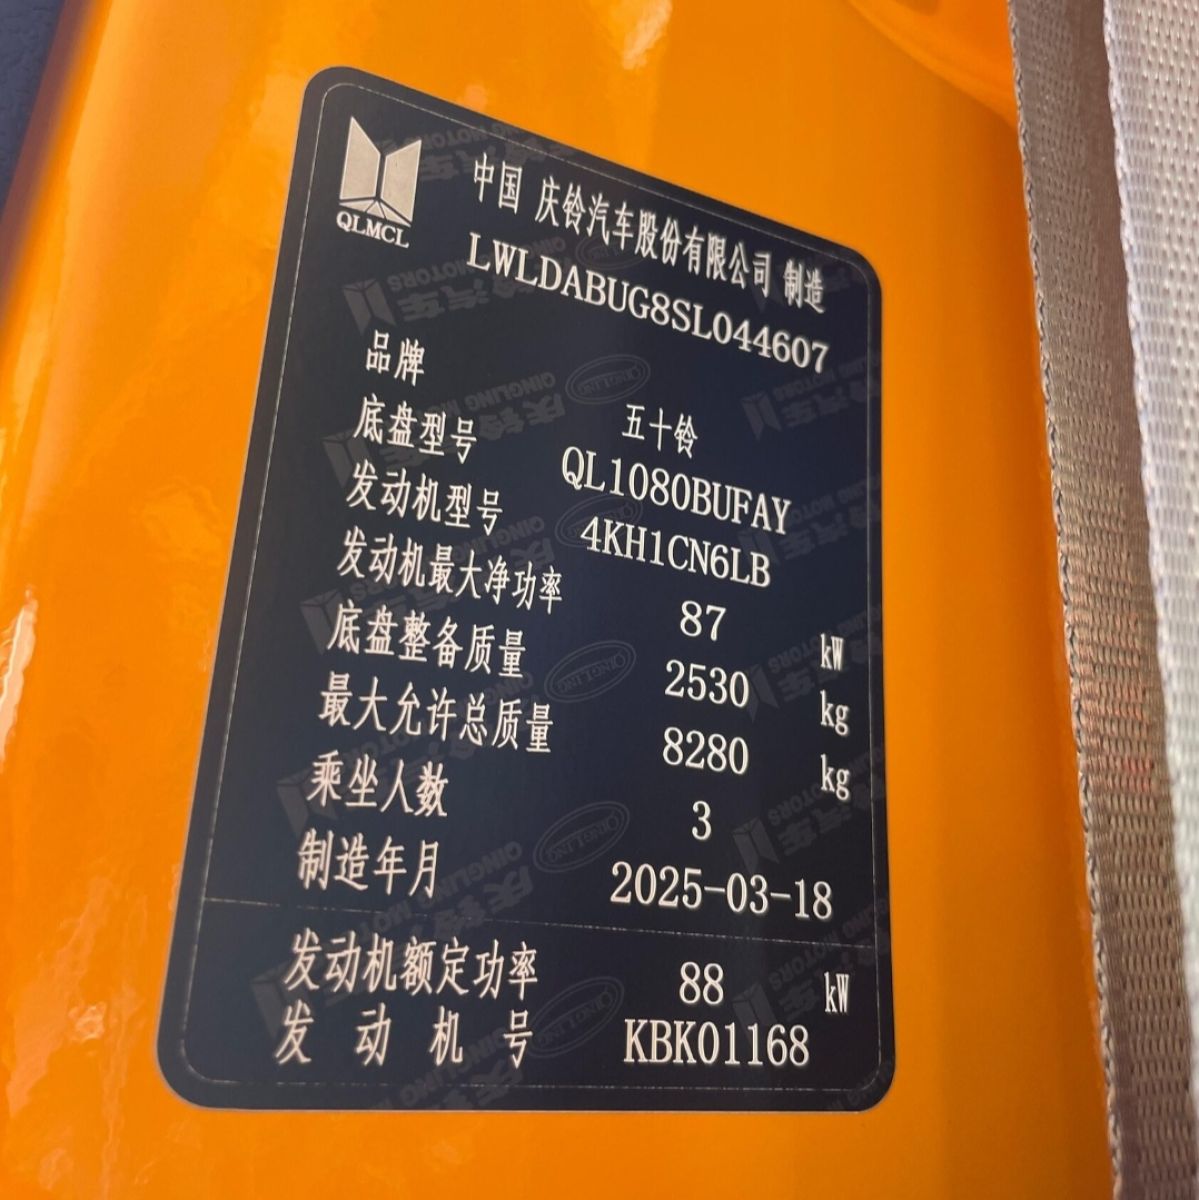 QLMCL
中国 庆铃汽车股份有限公司 制造
LWLDABUG8SL044607
品牌 五十铃
底盘型号 QL1080BUFAY
发动机型号 4KH1CN6LB
发动机最大净功率 87 kW
底盘整备质量 2530 kg
最大允许总质量 8280 kg
乘坐人数 3
制造年月 2025-03-18
发动机额定功率 88 kW
发动机号 KBK01168